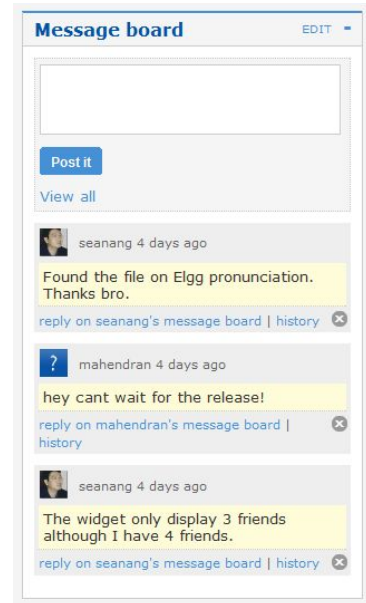 Message board EDIT -
Post it
View all
seanang 4 days ago
Found the file on Elgg pronunciation.
Thanks bro.
reply on seanang's message board | history
? mahendran 4 days ago
hey cant wait for the release!
reply on mahendran's message board |
history
seanang 4 days ago
The widget only display 3 friends
although I have 4 friends.
reply on seanang's message board | history